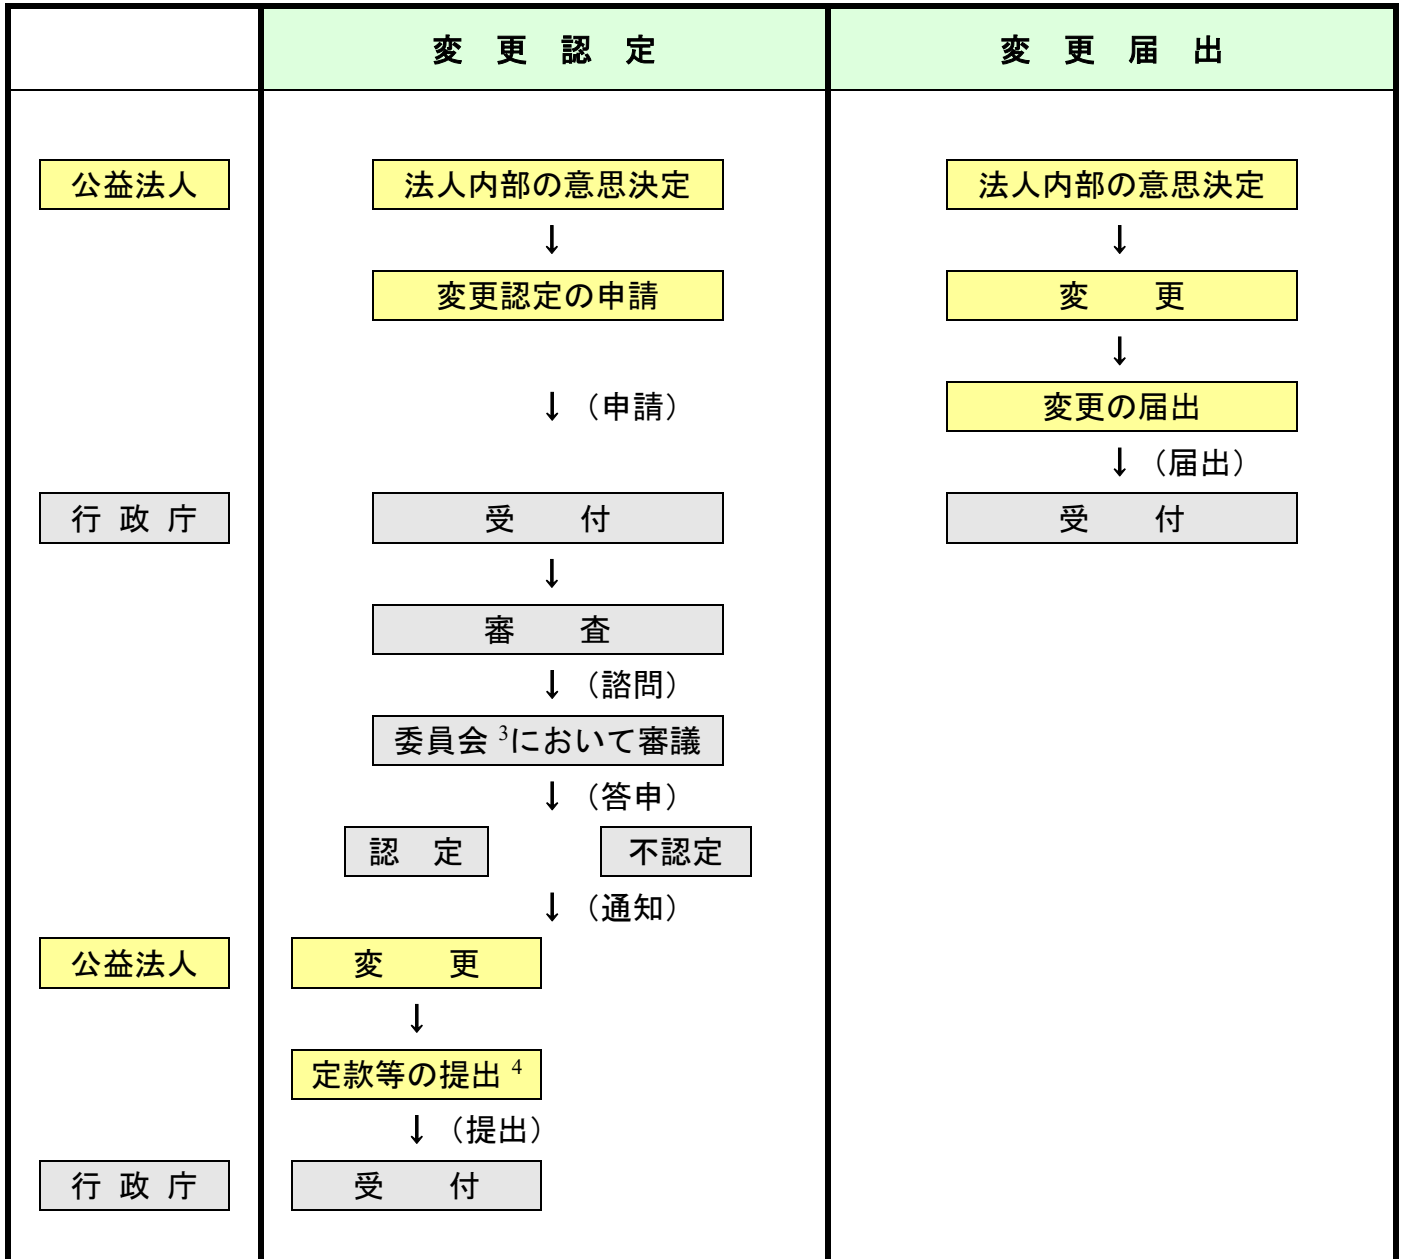 変 更 認 定 変 更 届 出
公益法人 法人内部の意思決定 法人内部の意思決定
↓ ↓
変更認定の申請 変 更
↓
↓（申請） 変更の届出
↓（届出）
行 政 庁 受 付 受 付
↓
審 査
↓（諮問）
委員会 3において審議
↓（答申）
認 定 不認定
↓（通知）
公益法人 変 更
↓
定款等の提出 4
↓（提出）
行 政 庁 受 付